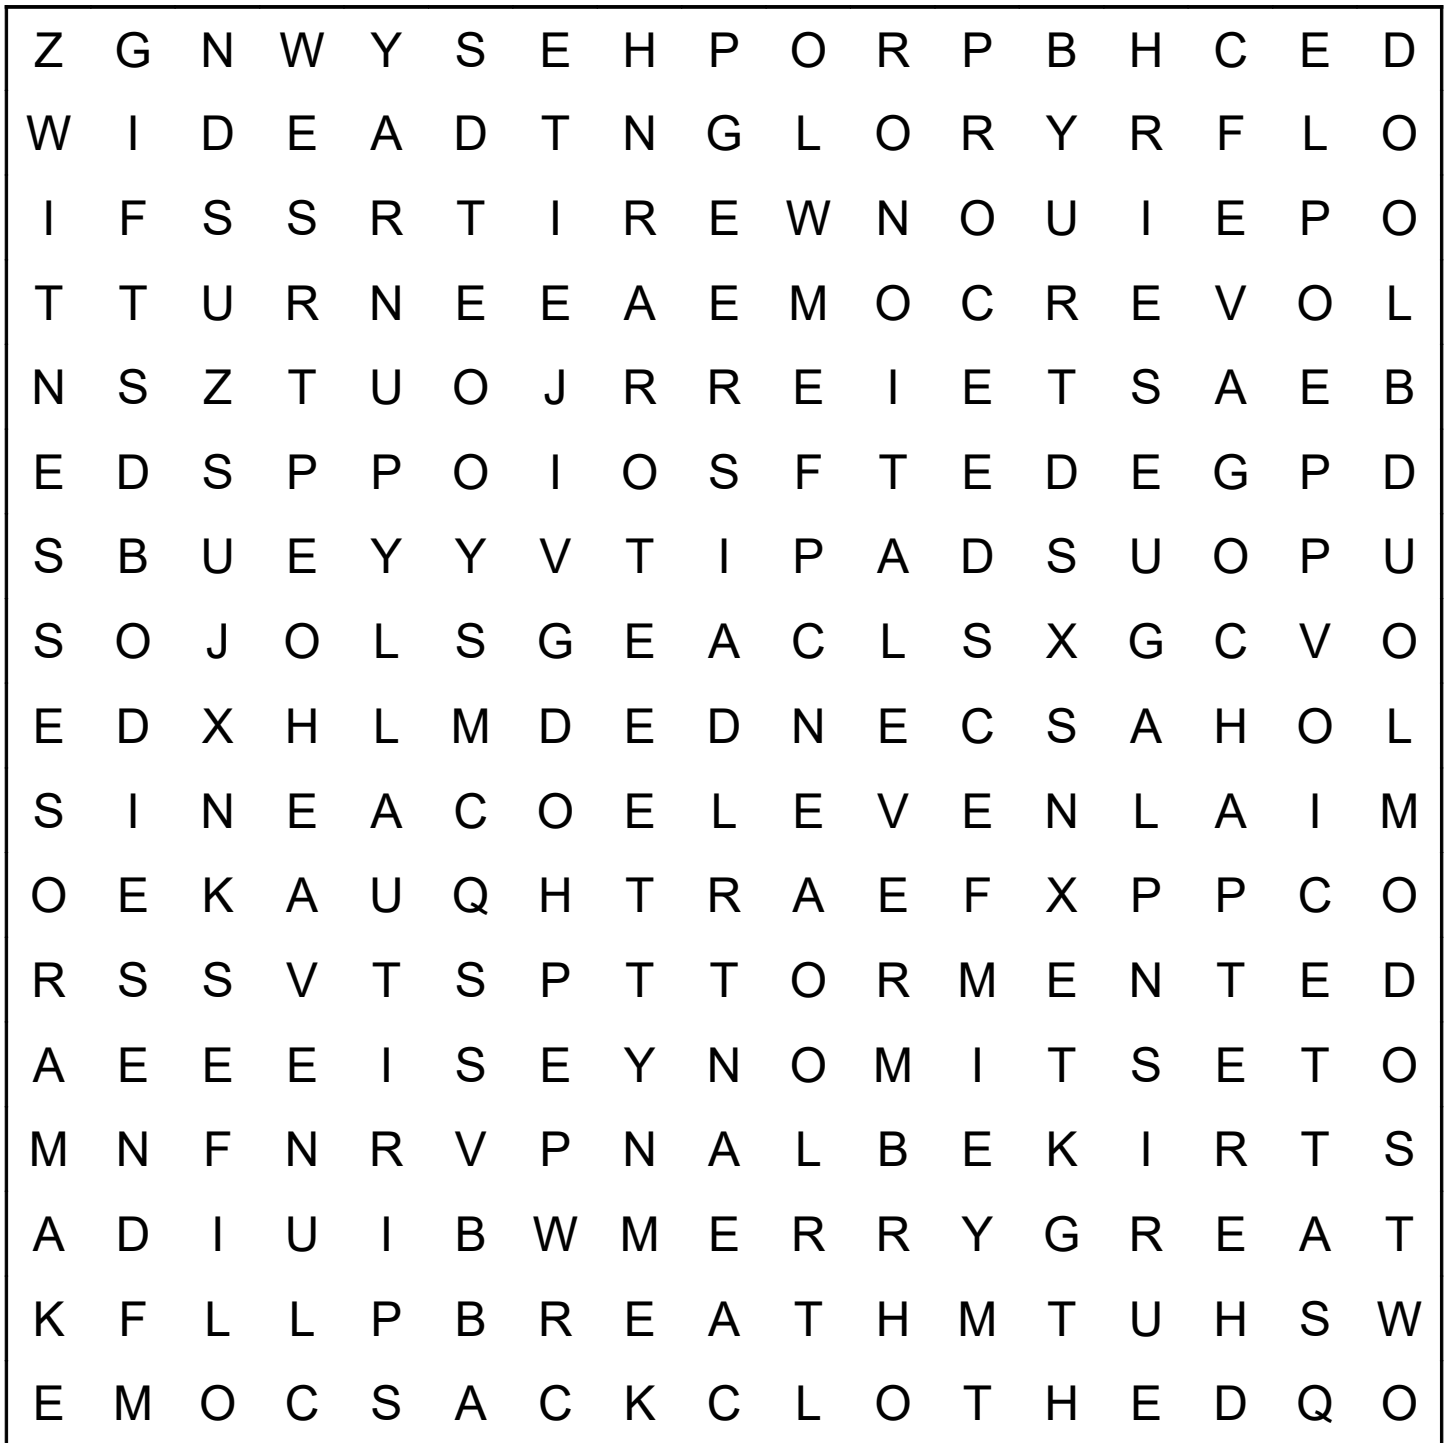 Z G N W Y S E H P O R P B H C E D
W I D E A D T N G L O R Y R F L O
I F S S R T I R E W N O U I E P O
T T U R N E E A E M O C R E V O L
N S Z T U O J R R E I E T S A E B
E D S P P O I O S F T E D E G P D
S B U E Y Y V T I P A D S U O P U
S O J O L S G E A C L S X G C V O
E D X H L M D E D N E C S A H O L
S I N E A C O E L E V E N L A I M
O E K A U Q H T R A E F X P P C O
R S S V T S P T T O R M E N T E D
A E E E I S E Y N O M I T S E T O
M N F N R V P N A L B E K I R T S
A D I U I B W M E R R Y G R E A T
K F L L P B R E A T H M T U H S W
E M O C S A C K C L O T H E D Q O